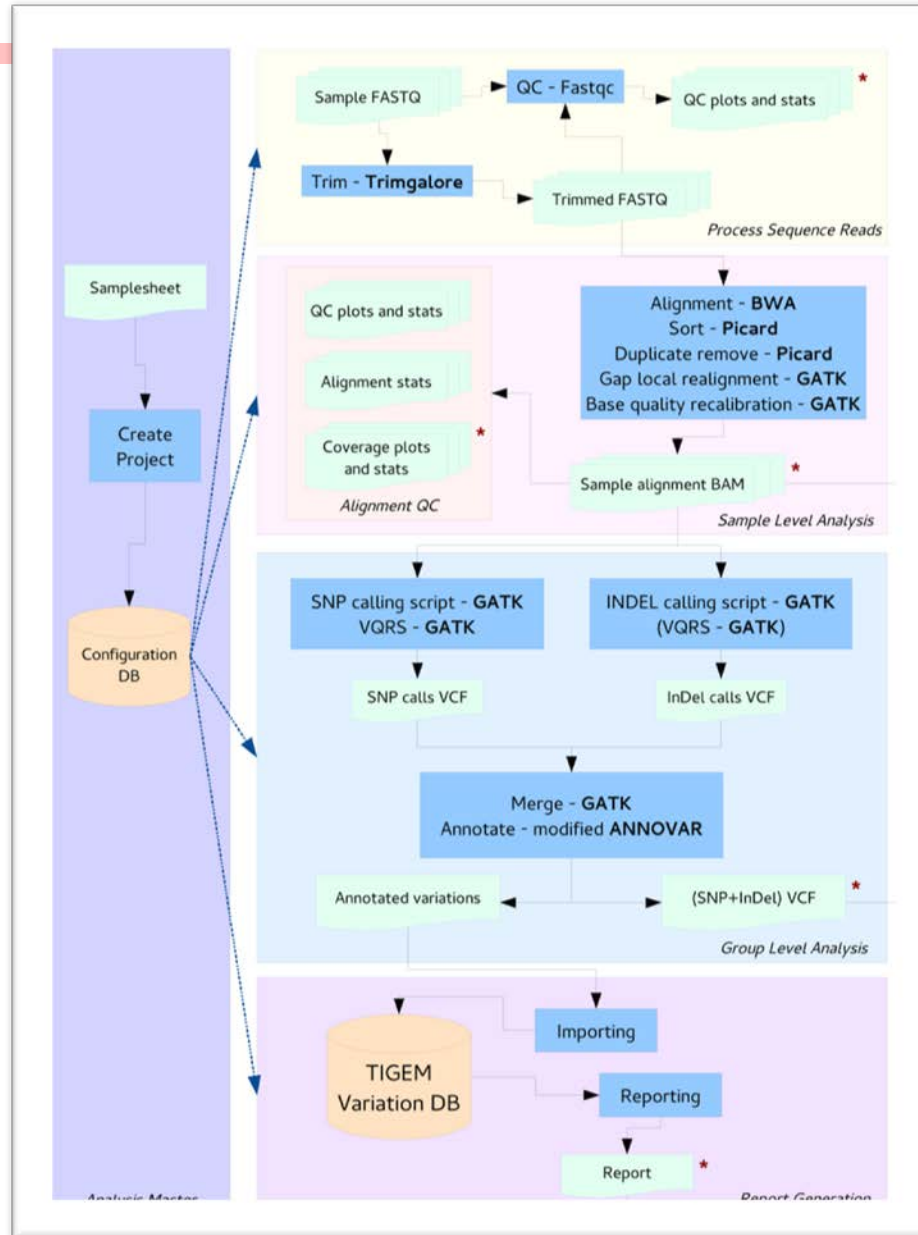 Sample FASTQ
QC - Fastqc
QC plots and stats
*
Trim - Trimgalore
Trimmed FASTQ
Process Sequence Reads
Samplesheet
Create
Project
Configuration
DB
Analysis Master
QC plots and stats
Alignment stats
Coverage plots
and stats
*
Alignment QC
Alignment - BWA
Sort - Picard
Duplicate remove - Picard
Gap local realignment - GATK
Base quality recalibration - GATK
Sample alignment BAM
*
Sample Level Analysis
SNP calling script - GATK
VQRS - GATK
INDEL calling script - GATK
(VQRS - GATK)
SNP calls VCF
InDel calls VCF
Merge - GATK
Annotate - modified ANNOVAR
Annotated variations
(SNP+InDel) VCF
*
Group Level Analysis
Importing
TIGEM
Variation DB
Reporting
Report
*
Report Generation